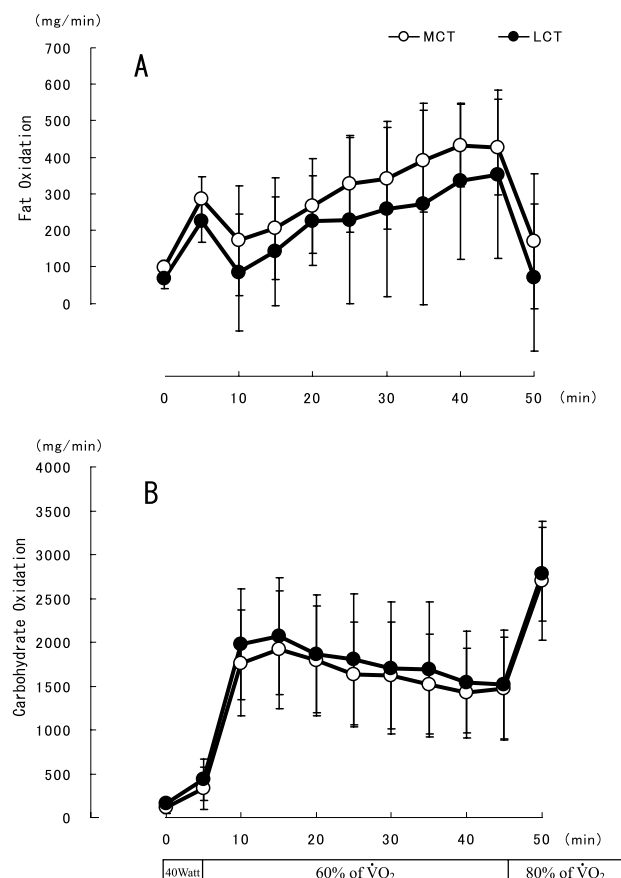 (mg/min)
MCT LCT
A
Fat Oxidation
700
600
500
400
300
200
100
0
0 10 20 30 40 50 (min)
(mg/min)
B
Carbohydrate Oxidation
4000
3500
3000
2500
2000
1500
1000
500
0
0 10 20 30 40 50 (min)
40Watt 60% of V̇O₂ 80% of V̇O₂